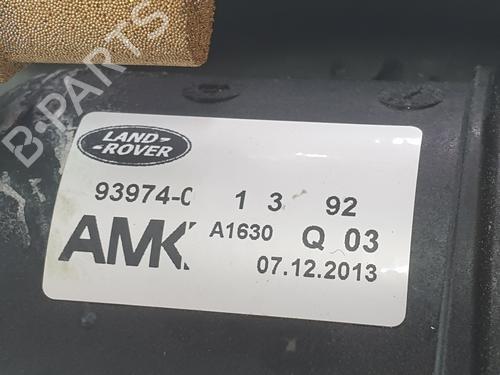 B-PARTS
LAND-
-ROVER
93974-C 1 3 92
AMK A1630 Q 03
07.12.2013